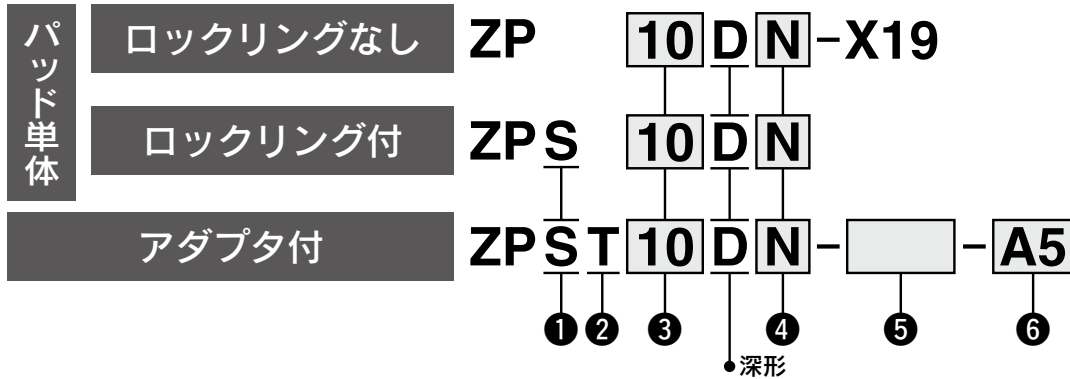 パッド単体
ロックリングなし ZP 10 D N -X19
ロックリング付 ZP S 10 D N
アダプタ付 ZP S T 10 D N - - A5
❶ ❷ ❸ ❹ ❺ ❻
●深形